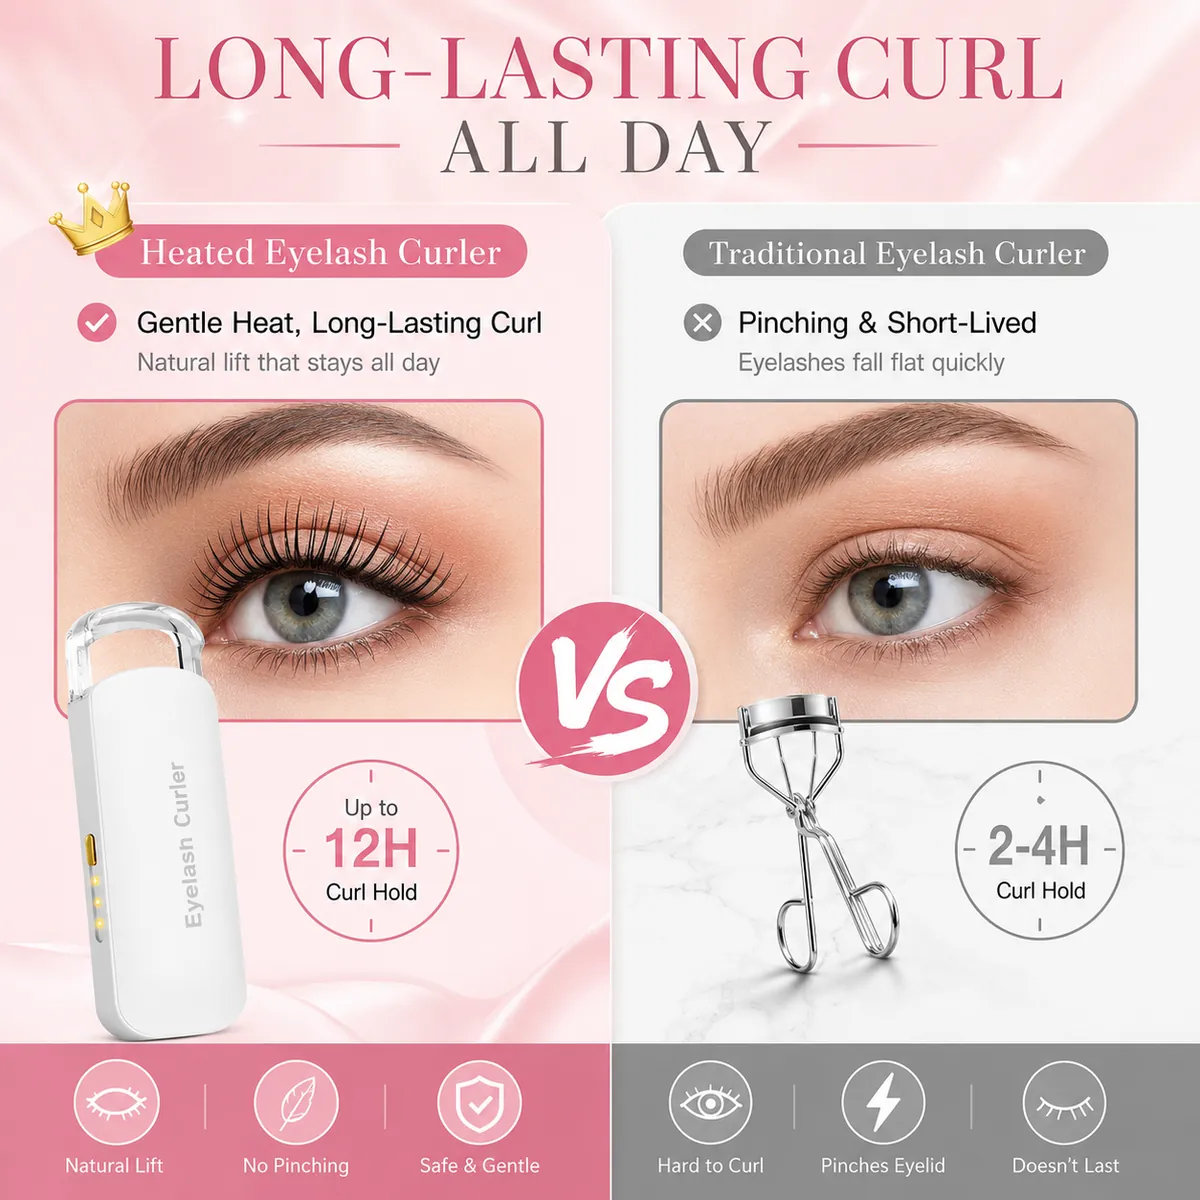 LONG-LASTING CURL
ALL DAY
Heated Eyelash Curler
Gentle Heat, Long-Lasting Curl
Natural lift that stays all day
Eyelash Curler
Up to
12H
Curl Hold
Natural Lift
No Pinching
Safe & Gentle
VS
Traditional Eyelash Curler
Pinching & Short-Lived
Eyelashes fall flat quickly
2-4H
Curl Hold
Hard to Curl
Pinches Eyelid
Doesn't Last